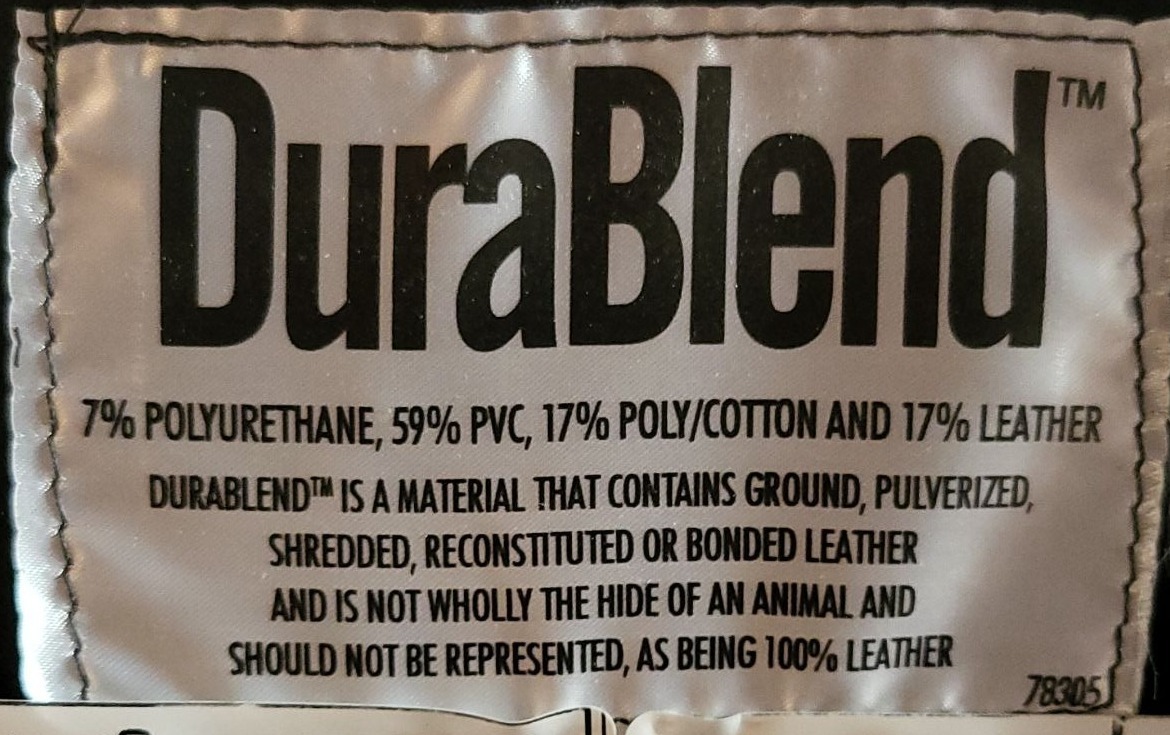 DuraBlend™
7% POLYURETHANE, 59% PVC, 17% POLY/COTTON AND 17% LEATHER
DURABLEND™ IS A MATERIAL THAT CONTAINS GROUND, PULVERIZED,
SHREDDED, RECONSTITUTED OR BONDED LEATHER
AND IS NOT WHOLLY THE HIDE OF AN ANIMAL AND
SHOULD NOT BE REPRESENTED, AS BEING 100% LEATHER
78305